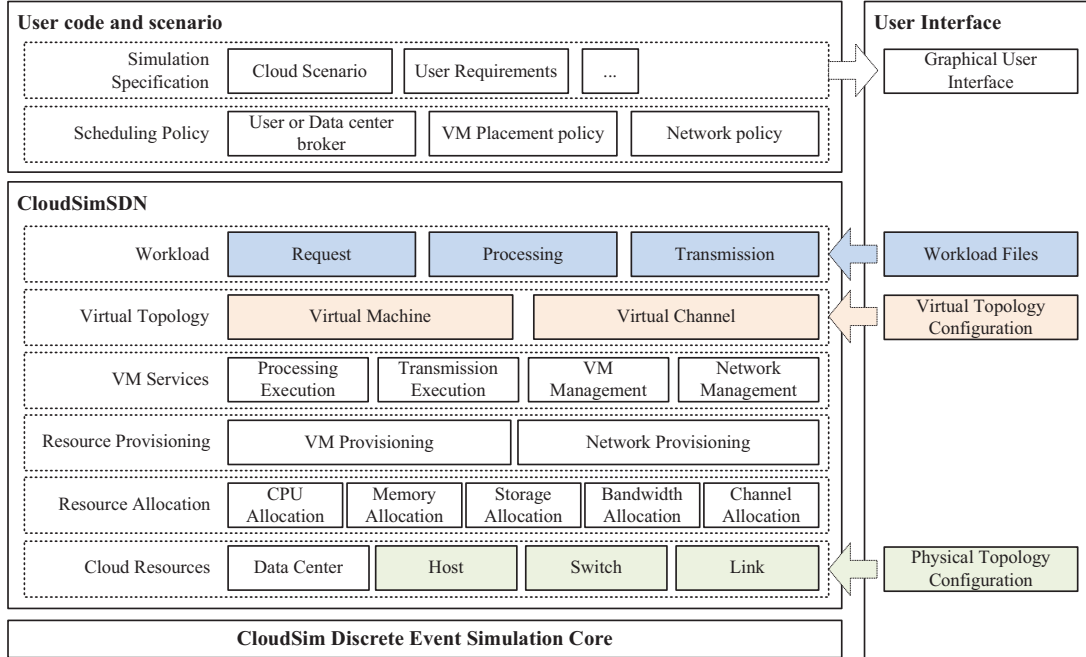 User code and scenario
Simulation
Specification
Cloud Scenario
User Requirements
...
Scheduling Policy
User or Data center
broker
VM Placement policy
Network policy
CloudSimSDN
Workload
Request
Processing
Transmission
Virtual Topology
Virtual Machine
Virtual Channel
VM Services
Processing
Execution
Transmission
Execution
VM
Management
Network
Management
Resource Provisioning
VM Provisioning
Network Provisioning
Resource Allocation
CPU
Allocation
Memory
Allocation
Storage
Allocation
Bandwidth
Allocation
Channel
Allocation
Cloud Resources
Data Center
Host
Switch
Link
CloudSim Discrete Event Simulation Core
User Interface
Graphical User
Interface
Workload Files
Virtual Topology
Configuration
Physical Topology
Configuration